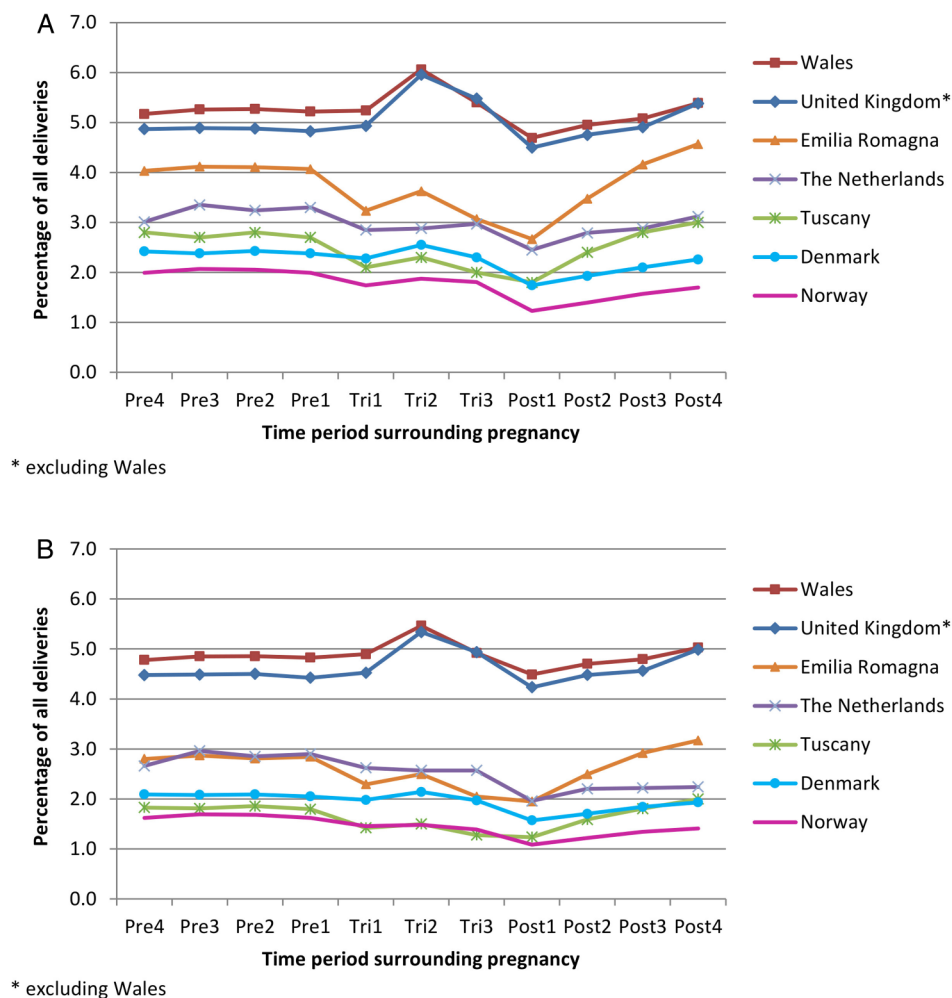 A
7.0
6.0
5.0
4.0
3.0
2.0
1.0
0.0
Percentage of all deliveries
Pre4 Pre3 Pre2 Pre1 Tri1 Tri2 Tri3 Post1 Post2 Post3 Post4
Time period surrounding pregnancy
Wales
United Kingdom*
Emilia Romagna
The Netherlands
Tuscany
Denmark
Norway
* excluding Wales
B
7.0
6.0
5.0
4.0
3.0
2.0
1.0
0.0
Percentage of all deliveries
Pre4 Pre3 Pre2 Pre1 Tri1 Tri2 Tri3 Post1 Post2 Post3 Post4
Time period surrounding pregnancy
Wales
United Kingdom*
Emilia Romagna
The Netherlands
Tuscany
Denmark
Norway
* excluding Wales